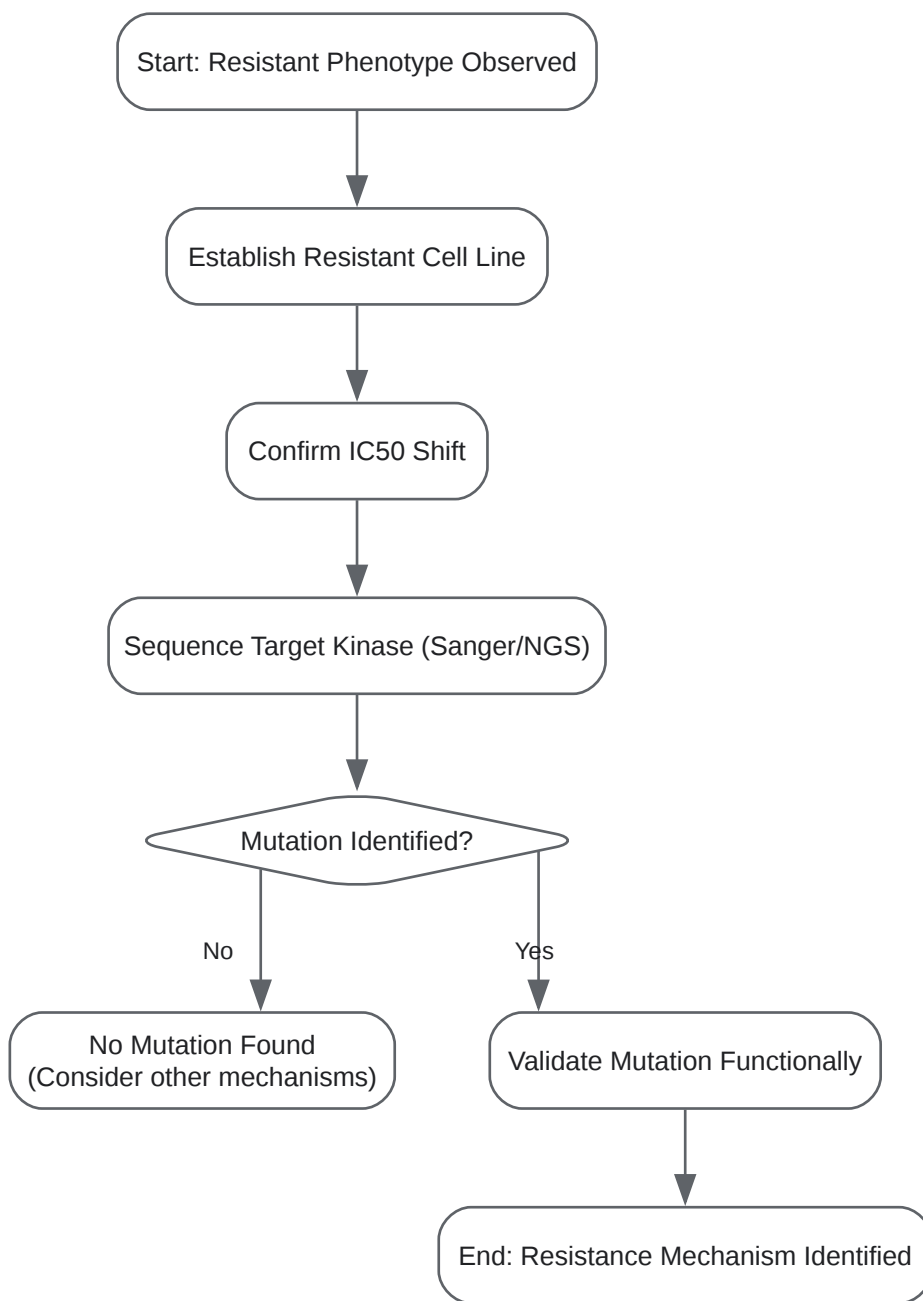 Start: Resistant Phenotype Observed
Establish Resistant Cell Line
Confirm IC50 Shift
Sequence Target Kinase (Sanger/NGS)
Mutation Identified?
No
Yes
No Mutation Found
(Consider other mechanisms)
Validate Mutation Functionally
End: Resistance Mechanism Identified